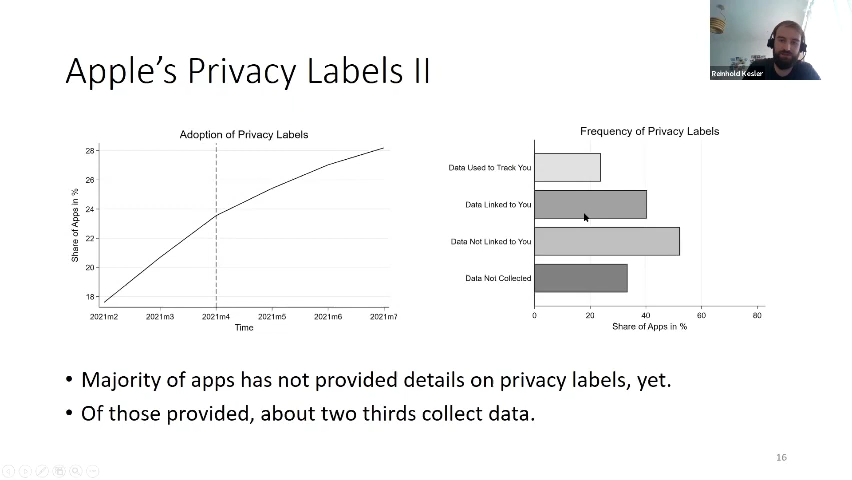 Reinhold Kesler
Apple's Privacy Labels II
Adoption of Privacy Labels
Share of Apps in %
28
26
24
22
20
18
2021m2 2021m3 2021m4 2021m5 2021m6 2021m7
Time
Frequency of Privacy Labels
Data Used to Track You
Data Linked to You
Data Not Linked to You
Data Not Collected
0 20 40 60 80
Share of Apps in %
• Majority of apps has not provided details on privacy labels, yet.
• Of those provided, about two thirds collect data.
16